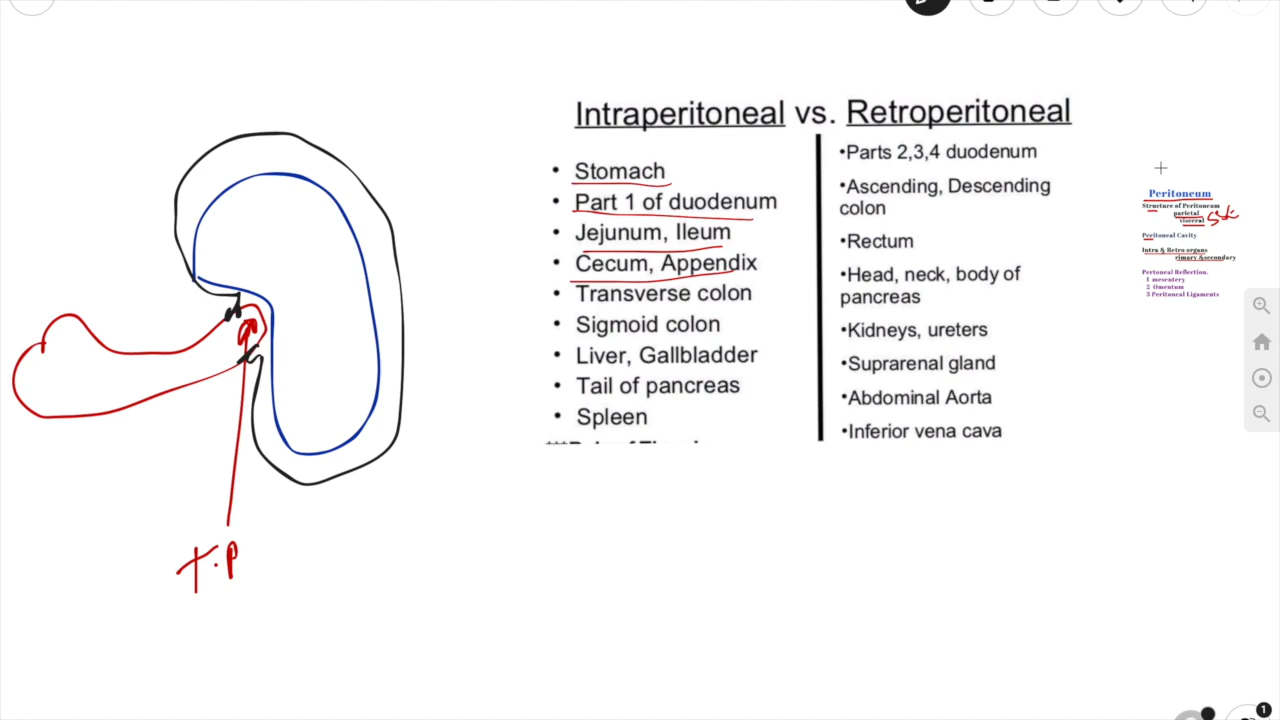 Intraperitoneal vs. Retroperitoneal
• Stomach
• Part 1 of duodenum
• Jejunum, Ileum
• Cecum, Appendix
• Transverse colon
• Sigmoid colon
• Liver, Gallbladder
• Tail of pancreas
• Spleen
•Parts 2,3,4 duodenum
•Ascending, Descending
colon
•Rectum
•Head, neck, body of
pancreas
•Kidneys, ureters
•Suprarenal gland
•Abdominal Aorta
•Inferior vena cava
Peritoneum
Structure of Peritoneum
parietal
visceral
Peritoneal Cavity
Intra & Retro organs
rimary &secondary
Pertoneal Reflection.
1 mesentery
2 Omentum
3 Peritoneal Ligaments
1